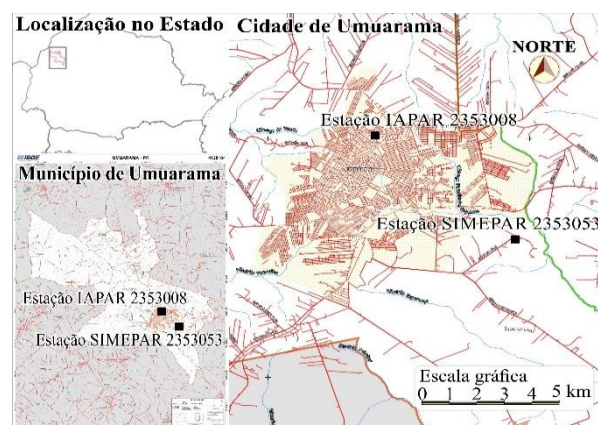 Localização no Estado
Município de Umuarama
Estação IAPAR 2353008
Estação SIMEPAR 2353053
Cidade de Umuarama
NORTE
Estação IAPAR 2353008
Estação SIMEPAR 2353053
Escala gráfica
0 1 2 3 4 5 km